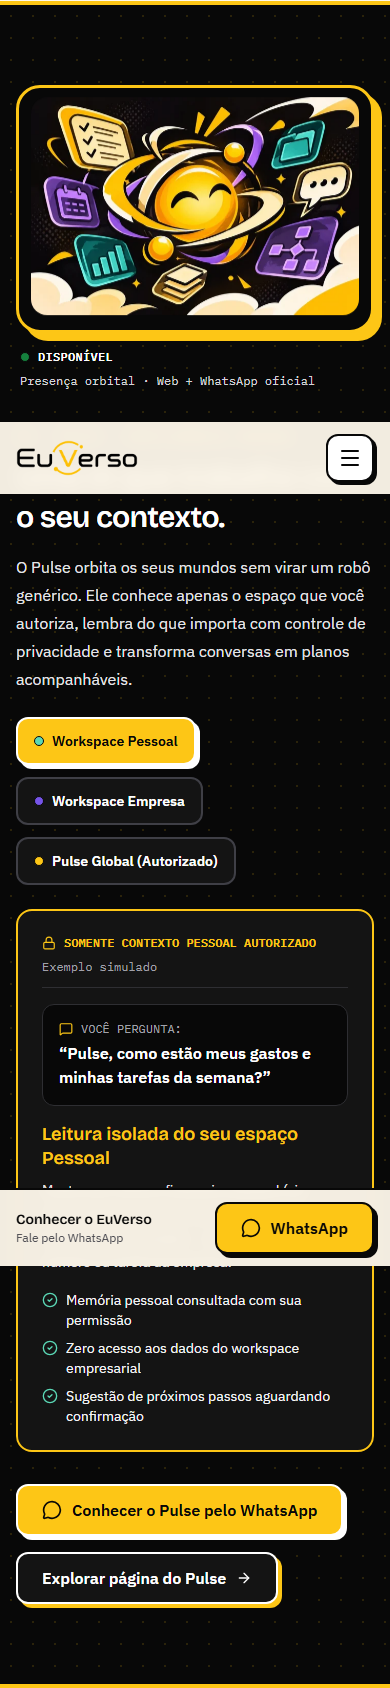 DISPONÍVEL
Presença orbital · Web + WhatsApp oficial
EuVerso
o seu contexto.
O Pulse orbita os seus mundos sem virar um robô
genérico. Ele conhece apenas o espaço que você
autoriza, lembra do que importa com controle de
privacidade e transforma conversas em planos
acompanháveis.
Workspace Pessoal
Workspace Empresa
Pulse Global (Autorizado)
SOMENTE CONTEXTO PESSOAL AUTORIZADO
Exemplo simulado
VOCÊ PERGUNTA:
“Pulse, como estão meus gastos e
minhas tarefas da semana?”
Leitura isolada do seu espaço
Pessoal
Conhecer o EuVerso
Fale pelo WhatsApp
WhatsApp
Memória pessoal consultada com sua
permissão
Zero acesso aos dados do workspace
empresarial
Sugestão de próximos passos aguardando
confirmação
Conhecer o Pulse pelo WhatsApp
Explorar página do Pulse